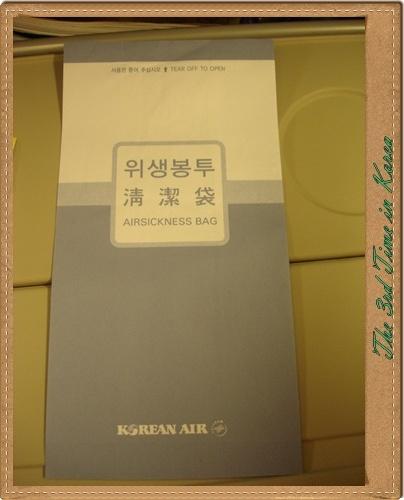 사용전 뜯어 주십시오 ⬆ TEAR OFF TO OPEN
위생봉투
清潔袋
AIRSICKNESS BAG
KOREAN AIR
The 3rd Time in Korea